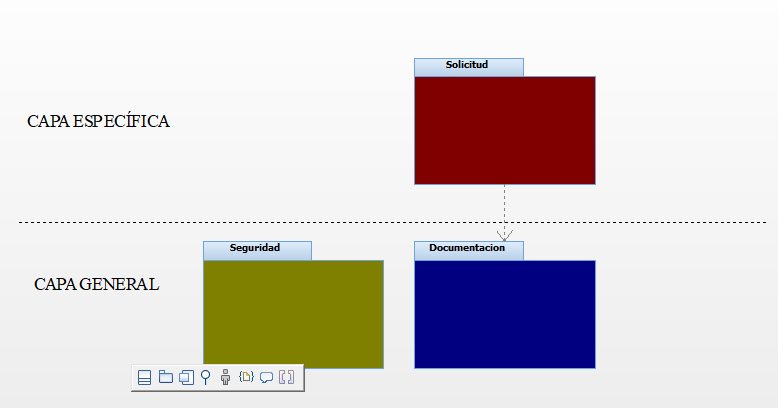 Solicitud
CAPA ESPECÍFICA
Seguridad
Documentacion
CAPA GENERAL